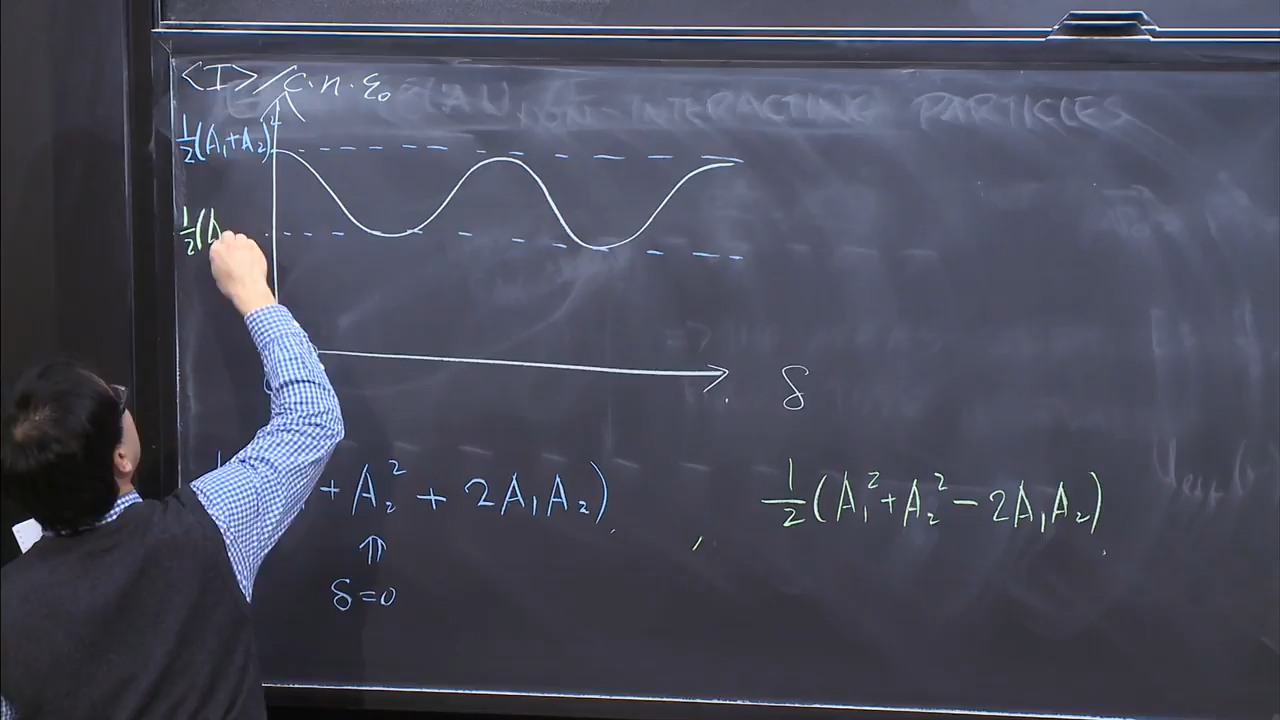 <I>/c·n·ε₀
NON-INTERACTING PARTICLES
½(A₁+A₂)²
½(A
δ
+ A₂² + 2A₁A₂)
, ½(A₁²+A₂²−2A₁A₂)
⇑
δ=0